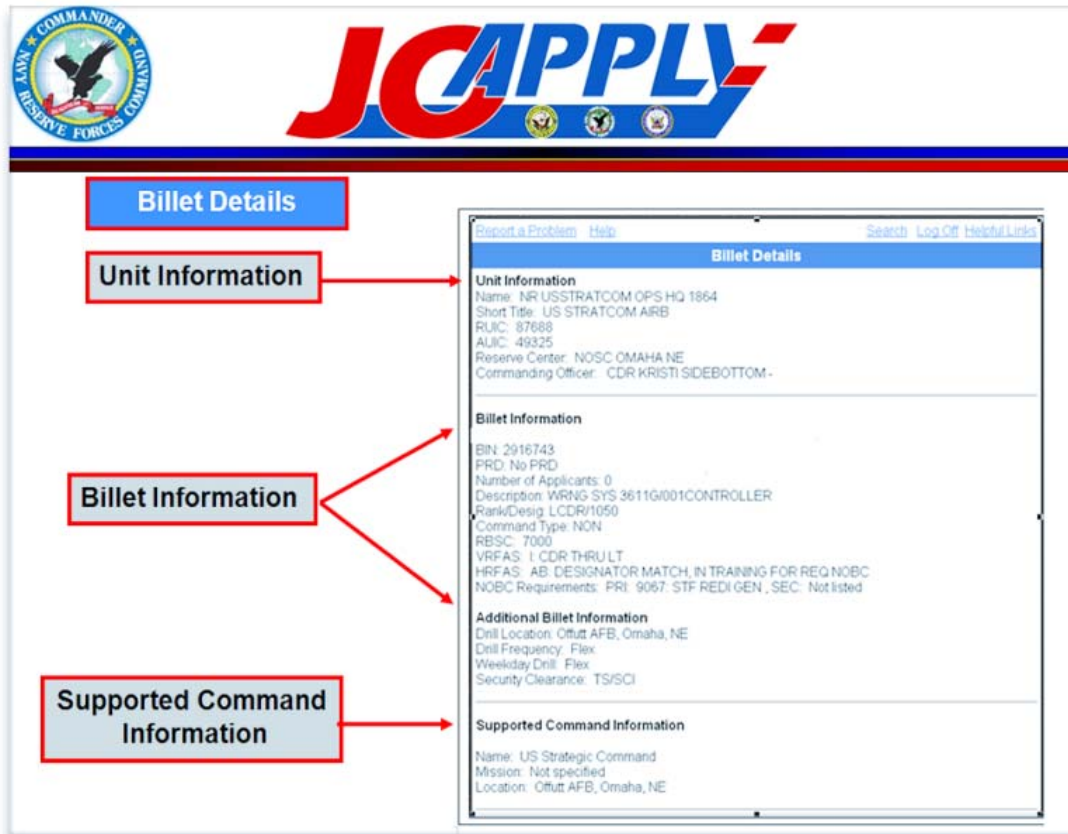 COMMANDER
NAVY RESERVE FORCES COMMAND
JOAPPLY
Billet Details
Unit Information
Billet Information
Supported Command
Information
Report a Problem Help Search Log Off Helpful Links
Billet Details
Unit Information
Name: NR USSTRATCOM OPS HQ 1864
Short Title: US STRATCOM AIRB
RUIC: 87688
AUIC: 49325
Reserve Center: NOSC OMAHA NE
Commanding Officer: CDR KRISTI SIDEBOTTOM -
Billet Information
BIN: 2916743
PRD: No PRD
Number of Applicants: 0
Description: WRNG SYS 3611G/001CONTROLLER
Rank/Desig: LCDR/1050
Command Type: NON
RBSC: 7000
VRFAS: I: CDR THRU LT
HRFAS: AB: DESIGNATOR MATCH, IN TRAINING FOR REQ NOBC
NOBC Requirements: PRI: 9067: STF REDI GEN , SEC: Not listed
Additional Billet Information
Drill Location: Offutt AFB, Omaha, NE
Drill Frequency: Flex
Weekday Drill: Flex
Security Clearance: TS/SCI
Supported Command Information
Name: US Strategic Command
Mission: Not specified
Location: Offutt AFB, Omaha, NE